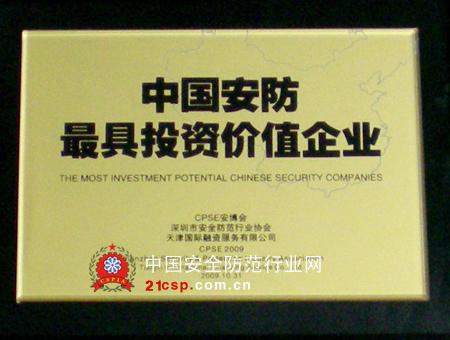 中国安防
最具投资价值企业
THE MOST INVESTMENT POTENTIAL CHINESE SECURITY COMPANIES
CPSE安博会
深圳市安全防范行业协会
天津国际融资服务有限公司
CPSE 2009
中国安全防范行业网
CSPIA
21csp.com.cn
2009.10.31